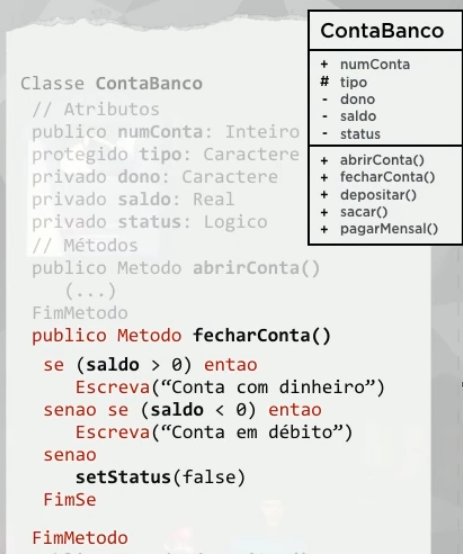 ContaBanco
+ numConta
# tipo
- dono
- saldo
- status
+ abrirConta()
+ fecharConta()
+ depositar()
+ sacar()
+ pagarMensal()
Classe ContaBanco
// Atributos
publico numConta: Inteiro
protegido tipo: Caractere
privado dono: Caractere
privado saldo: Real
privado status: Logico
// Métodos
publico Metodo abrirConta()
(...)
FimMetodo
publico Metodo fecharConta()
se (saldo > 0) entao
Escreva(“Conta com dinheiro”)
senao se (saldo < 0) entao
Escreva(“Conta em débito”)
senao
setStatus(false)
FimSe
FimMetodo